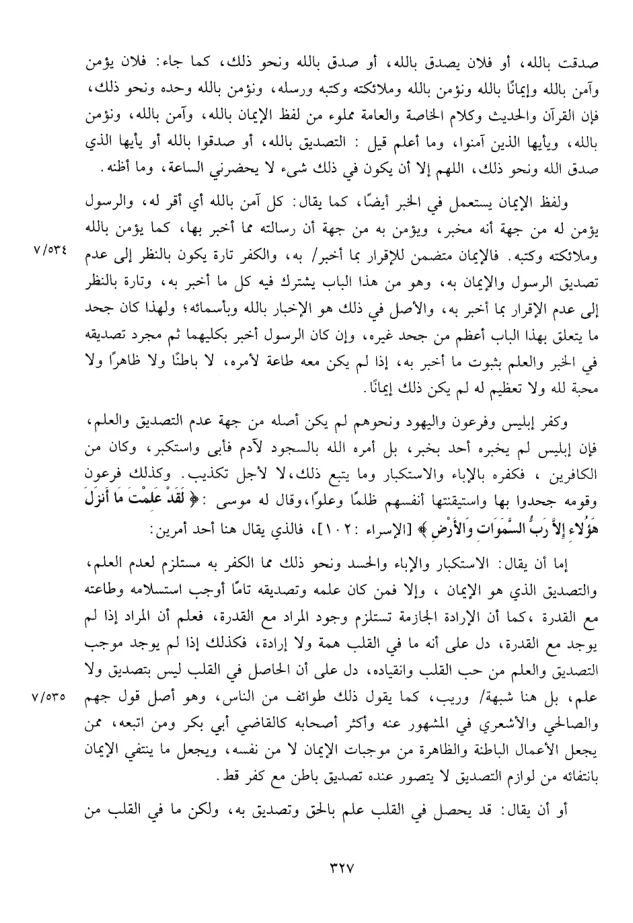 صدقت بالله، أو فلان يصدق بالله، أو صدق بالله ونحو ذلك، كما جاء: فلان يؤمن
وآمن بالله وإيمانًا بالله ونؤمن بالله وملائكته وكتبه ورسله، ونؤمن بالله وحده ونحو ذلك،
فإن القرآن والحديث وكلام الخاصة والعامة مملوء من لفظ الإيمان بالله، وآمن بالله، ونؤمن
بالله، ويأيها الذين آمنوا، وما أعلم قيل : التصديق بالله، أو صدقوا بالله أو يأيها الذي
صدق الله ونحو ذلك، اللهم إلا أن يكون في ذلك شىء لا يحضرني الساعة، وما أظنه.
ولفظ الإيمان يستعمل في الخبر أيضًا، كما يقال: كل آمن بالله أي أقر له، والرسول
يؤمن له من جهة أنه مخبر، ويؤمن به من جهة أن رسالته مما أخبر بها، كما يؤمن بالله
وملائكته وكتبه. فالإيمان متضمن للإقرار بما أخبر/ به، والكفر تارة يكون بالنظر إلى عدم
٧/٥٣٤
تصديق الرسول والإيمان به، وهو من هذا الباب يشترك فيه كل ما أخبر به، وتارة بالنظر
إلى عدم الإقرار بما أخبر به، والأصل في ذلك هو الإخبار بالله وبأسمائه؛ ولهذا كان جحد
ما يتعلق بهذا الباب أعظم من جحد غيره، وإن كان الرسول أخبر بكليهما ثم مجرد تصديقه
في الخبر والعلم بثبوت ما أخبر به، إذا لم يكن معه طاعة لأمره، لا باطنًا ولا ظاهرًا ولا
محبة لله ولا تعظيم له لم يكن ذلك إيمانًا.
وكفر إبليس وفرعون واليهود ونحوهم لم يكن أصله من جهة عدم التصديق والعلم،
فإن إبليس لم يخبره أحد بخبر، بل أمره الله بالسجود لآدم فأبى واستكبر، وكان من
الكافرين ، فكفره بالإباء والاستكبار وما يتبع ذلك،لا لأجل تكذيب. وكذلك فرعون
وقومه جحدوا بها واستيقنتها أنفسهم ظلمًا وعلوًا،وقال له موسى :﴿ لَقَدْ عَلِمْتَ مَا أَنزَلَ
هَؤُلَاءِ إِلاَّ رَبُّ السَّمَوَاتِ وَالأَرْضِ ﴾ [الإسراء :١٠٢]، فالذي يقال هنا أحد أمرين:
إما أن يقال: الاستكبار والإباء والحسد ونحو ذلك مما الكفر به مستلزم لعدم العلم،
والتصديق الذي هو الإيمان ، وإلا فمن كان علمه وتصديقه تامًا أوجب استسلامه وطاعته
مع القدرة ،كما أن الإرادة الجازمة تستلزم وجود المراد مع القدرة، فعلم أن المراد إذا لم
يوجد مع القدرة، دل على أنه ما في القلب همة ولا إرادة، فكذلك إذا لم يوجد موجب
التصديق والعلم من حب القلب وانقياده، دل على أن الحاصل في القلب ليس بتصديق ولا
علم، بل هنا شبهة/ وريب، كما يقول ذلك طوائف من الناس، وهو أصل قول جهم
٧/٥٣٥
والصالحي والأشعري في المشهور عنه وأكثر أصحابه كالقاضي أبي بكر ومن اتبعه، ممن
يجعل الأعمال الباطنة والظاهرة من موجبات الإيمان لا من نفسه، ويجعل ما ينتفي الإيمان
بانتفائه من لوازم التصديق لا يتصور عنده تصديق باطن مع كفر قط.
أو أن يقال: قد يحصل في القلب علم بالحق وتصديق به، ولكن ما في القلب من
٣٢٧